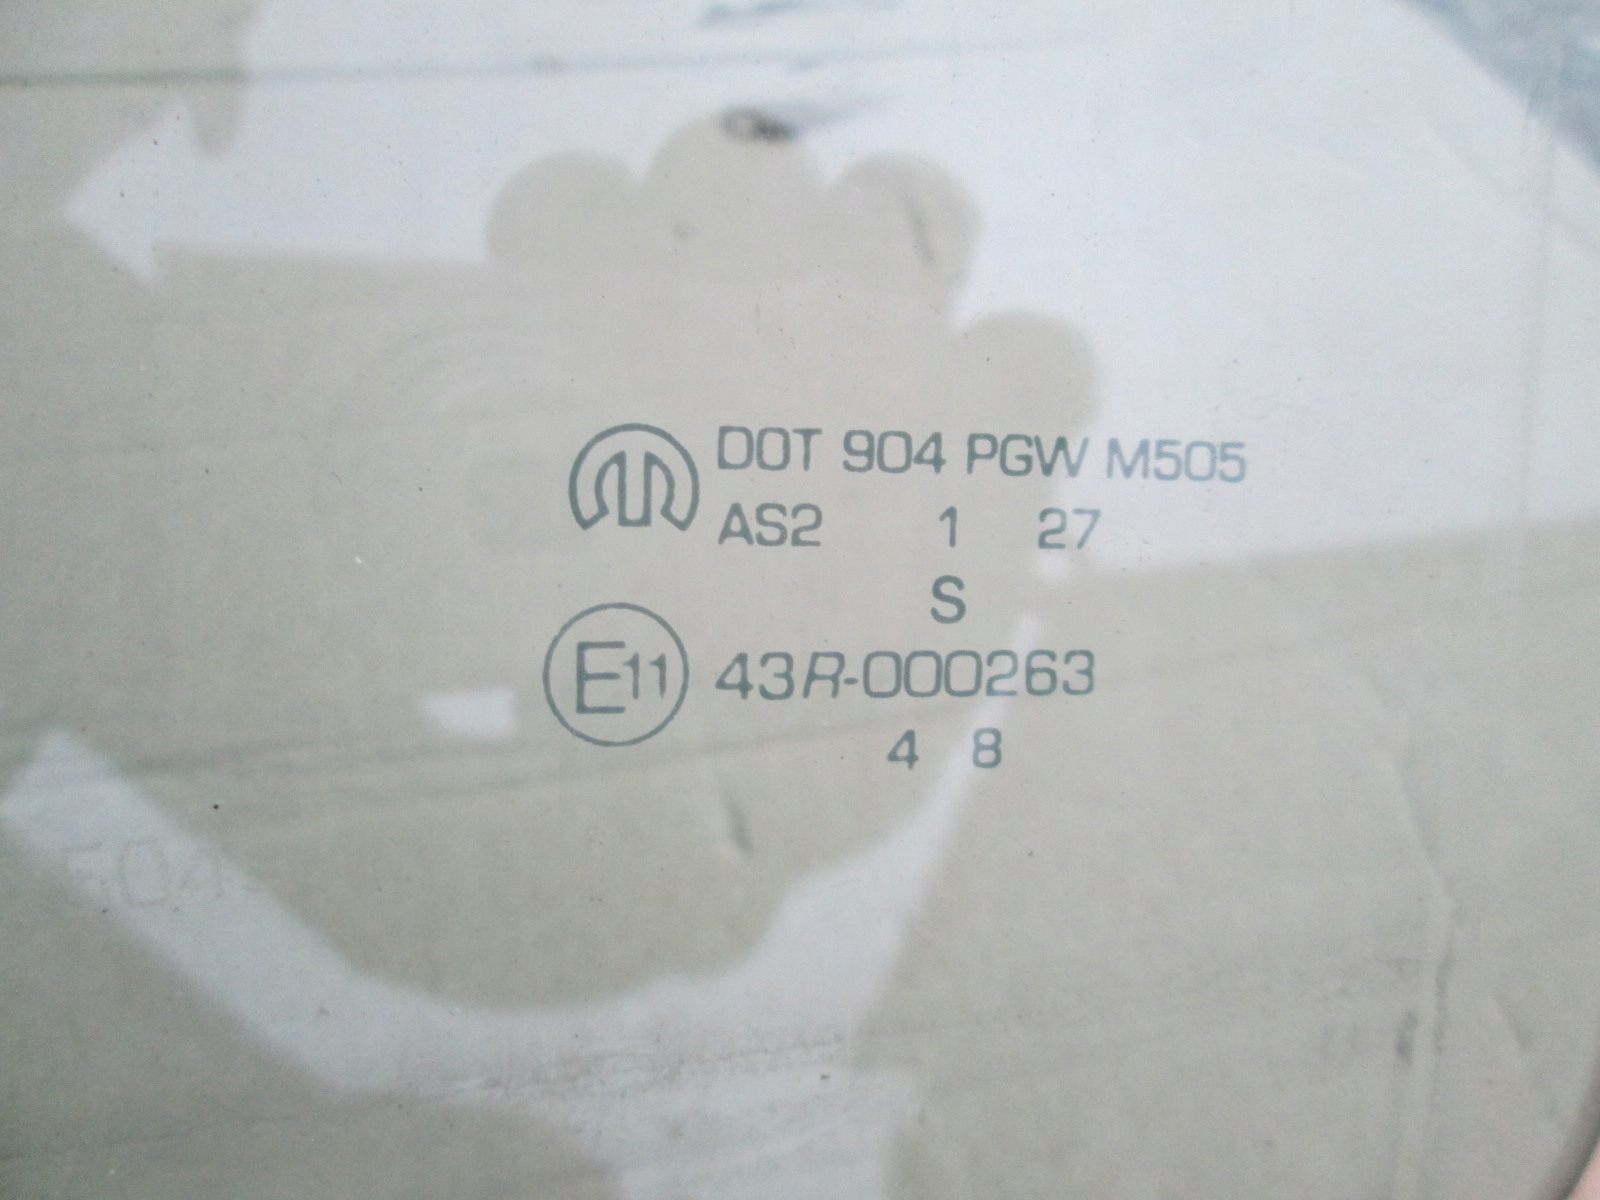 DOT 904 PGW M505
AS2 1 27
S
E11 43R-000263
4 8